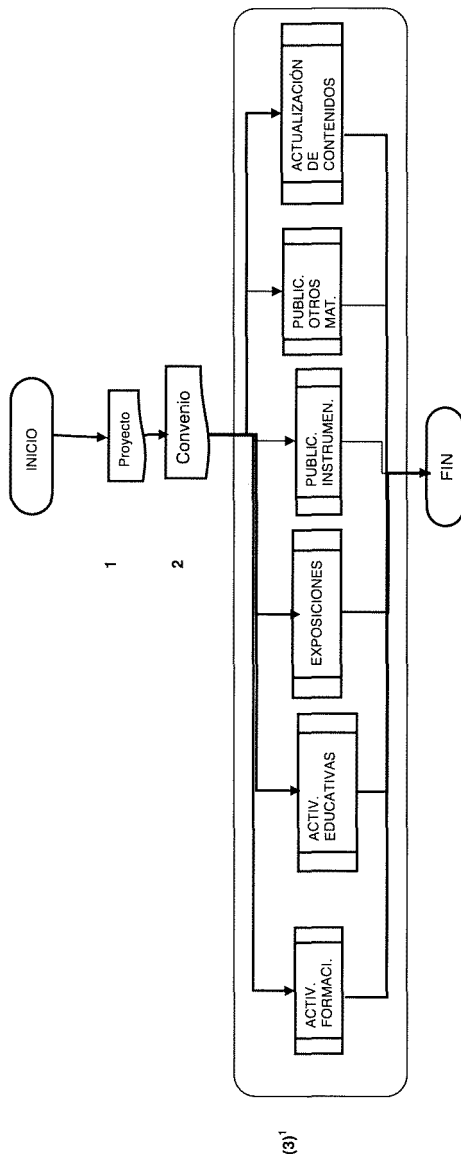 INICIO
1
Proyecto
2
Convenio
(3)¹
ACTIV.
FORMACI.
ACTIV.
EDUCATIVAS
EXPOSICIONES
PUBLIC.
INSTRUMEN.
PUBLIC.
OTROS
MAT.
ACTUALIZACIÓN
DE
CONTENIDOS
FIN